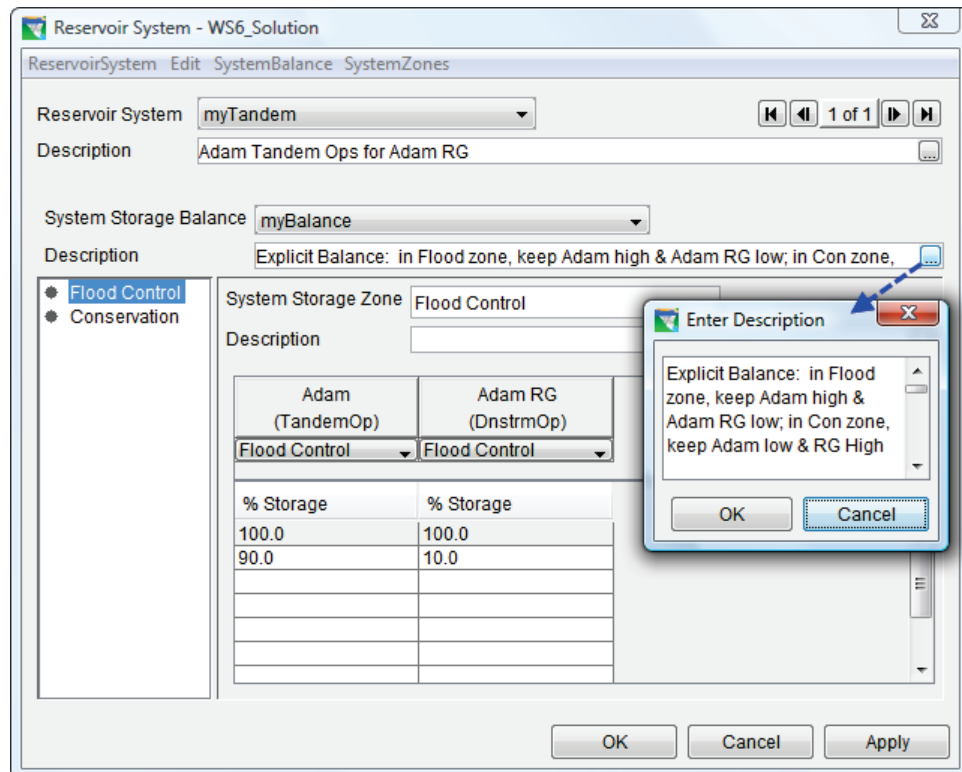 Reservoir System - WS6_Solution
ReservoirSystem Edit SystemBalance SystemZones
Reservoir System myTandem 1 of 1
Description Adam Tandem Ops for Adam RG ...
System Storage Balance myBalance
Description Explicit Balance: in Flood zone, keep Adam high & Adam RG low; in Con zone, ...
Flood Control
Conservation
System Storage Zone Flood Control
Description
Adam Adam RG
(TandemOp) (DnstrmOp)
Flood Control Flood Control
% Storage % Storage
100.0 100.0
90.0 10.0
Enter Description
Explicit Balance: in Flood
zone, keep Adam high &
Adam RG low; in Con zone,
keep Adam low & RG High
OK Cancel
OK Cancel Apply